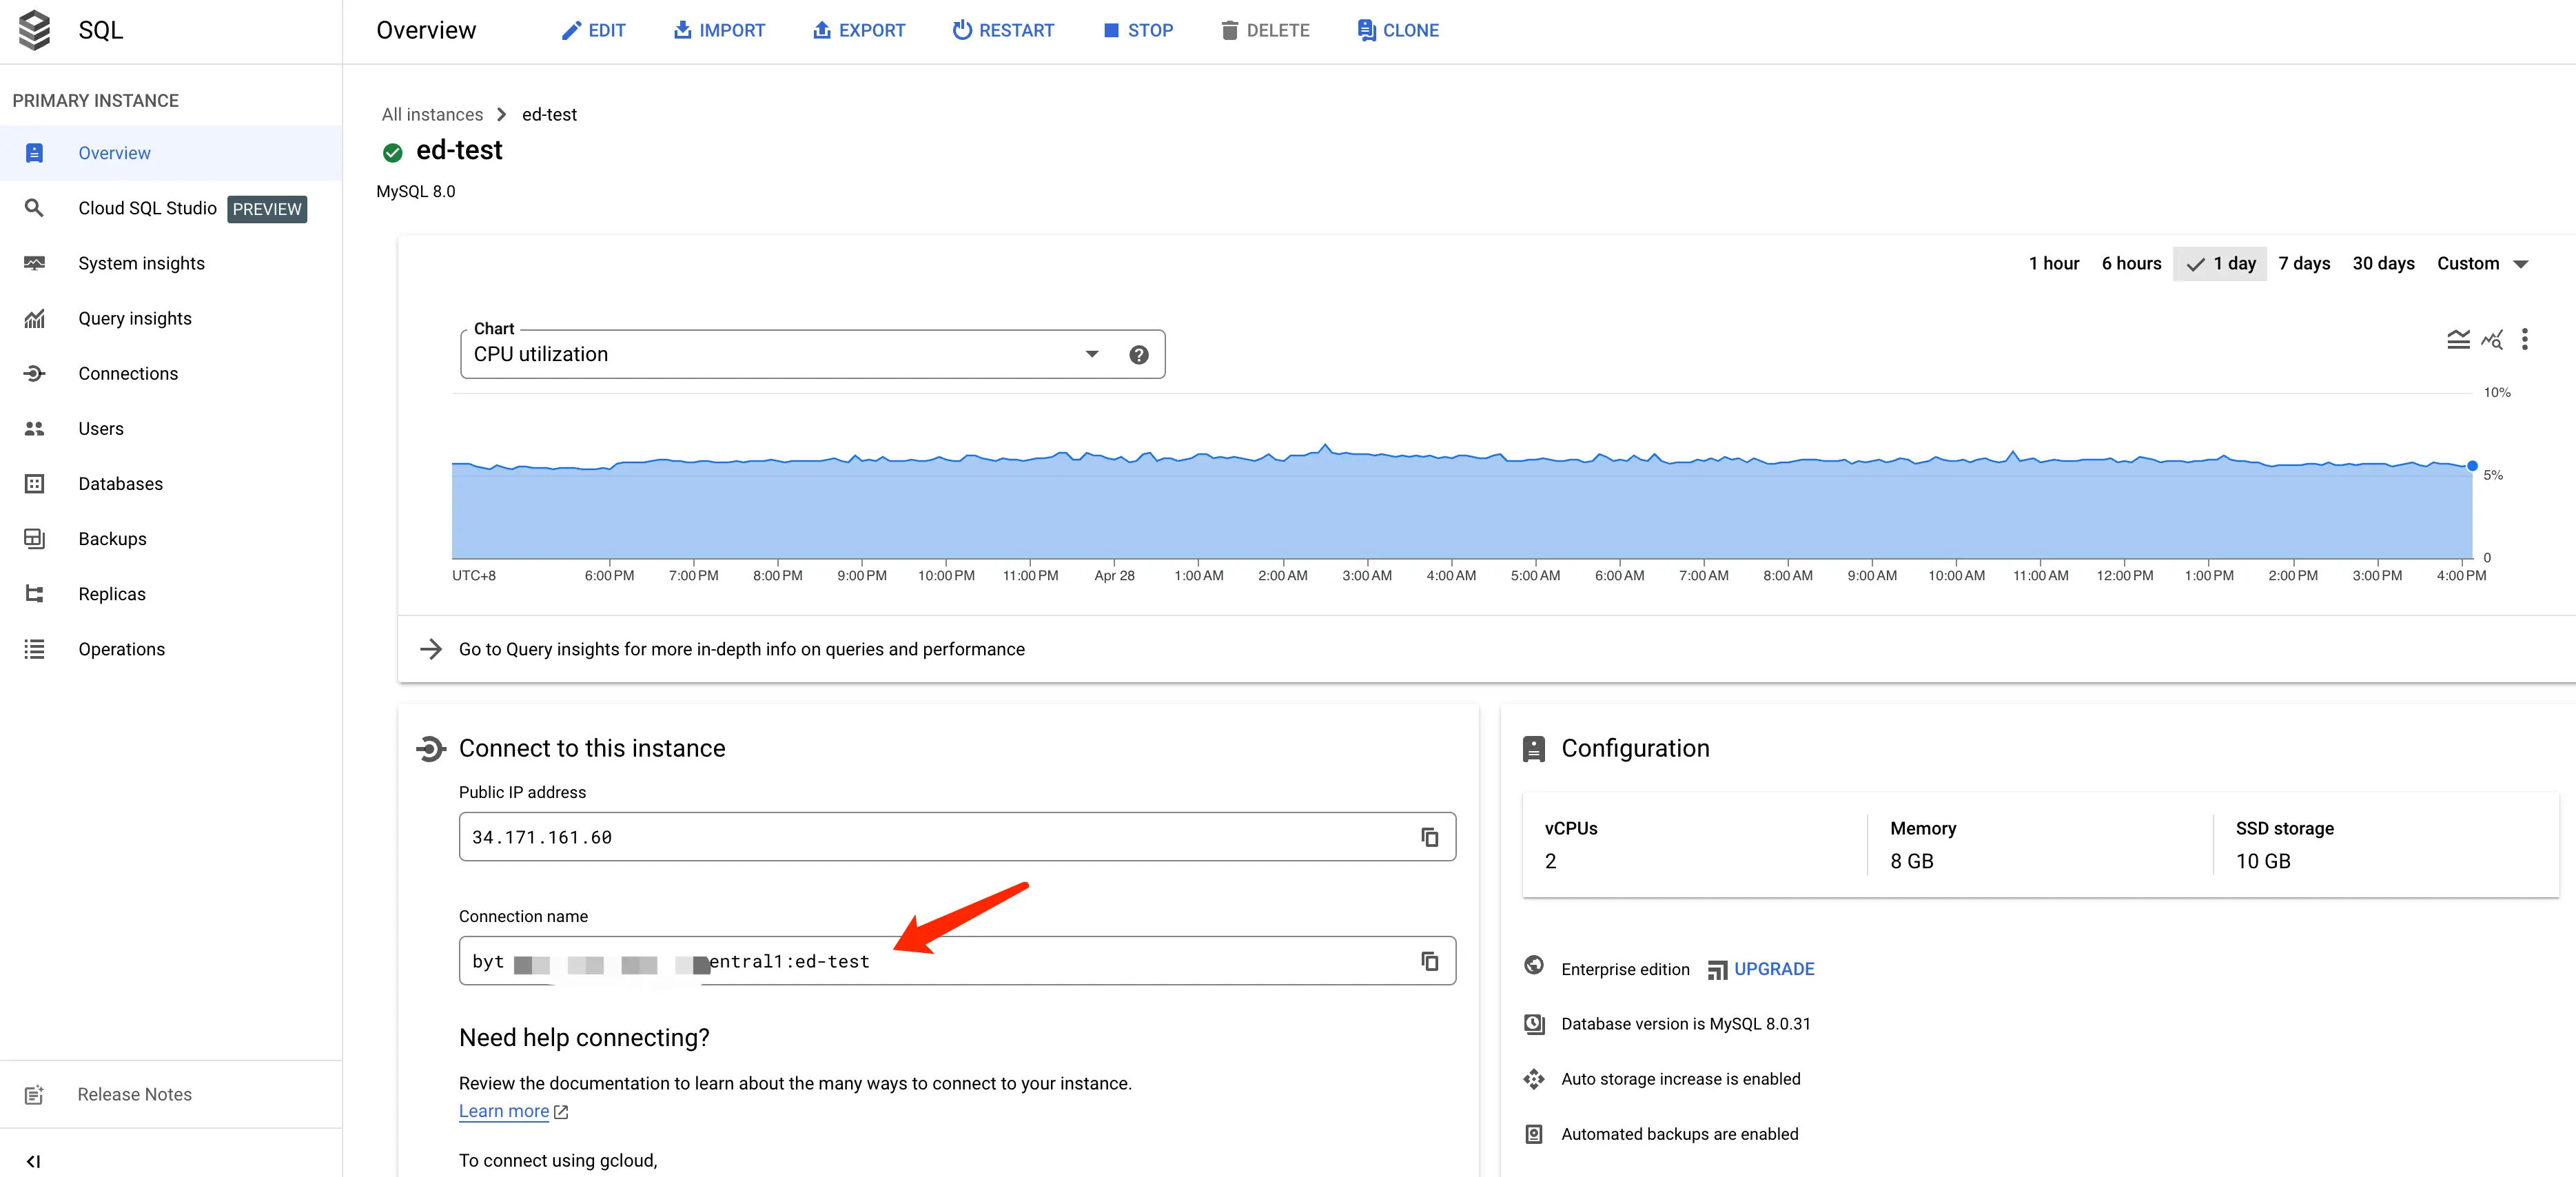 SQL
Overview
EDIT
IMPORT
EXPORT
RESTART
STOP
DELETE
CLONE
PRIMARY INSTANCE
Overview
Cloud SQL Studio PREVIEW
System insights
Query insights
Connections
Users
Databases
Backups
Replicas
Operations
Release Notes
All instances
ed-test
ed-test
MySQL 8.0
1 hour
6 hours
1 day
7 days
30 days
Custom
Chart
CPU utilization
10%
5%
0
UTC+8
6:00 PM
7:00 PM
8:00 PM
9:00 PM
10:00 PM
11:00 PM
Apr 28
1:00 AM
2:00 AM
3:00 AM
4:00 AM
5:00 AM
6:00 AM
7:00 AM
8:00 AM
9:00 AM
10:00 AM
11:00 AM
12:00 PM
1:00 PM
2:00 PM
3:00 PM
4:00 PM
Go to Query insights for more in-depth info on queries and performance
Connect to this instance
Public IP address
34.171.161.60
Connection name
byt entral1:ed-test
Need help connecting?
Review the documentation to learn about the many ways to connect to your instance.
Learn more
To connect using gcloud,
Configuration
vCPUs
2
Memory
8 GB
SSD storage
10 GB
Enterprise edition
UPGRADE
Database version is MySQL 8.0.31
Auto storage increase is enabled
Automated backups are enabled